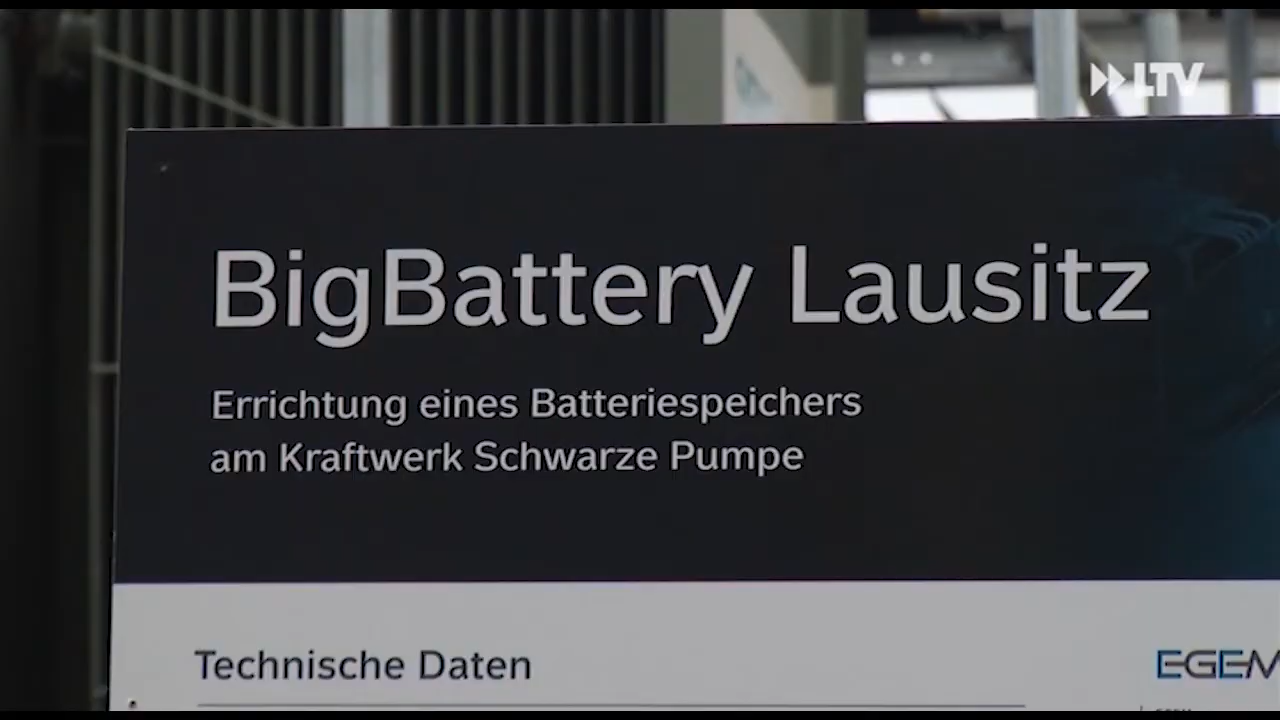 LTV
BigBattery Lausitz
Errichtung eines Batteriespeichers
am Kraftwerk Schwarze Pumpe
Technische Daten
EGEM